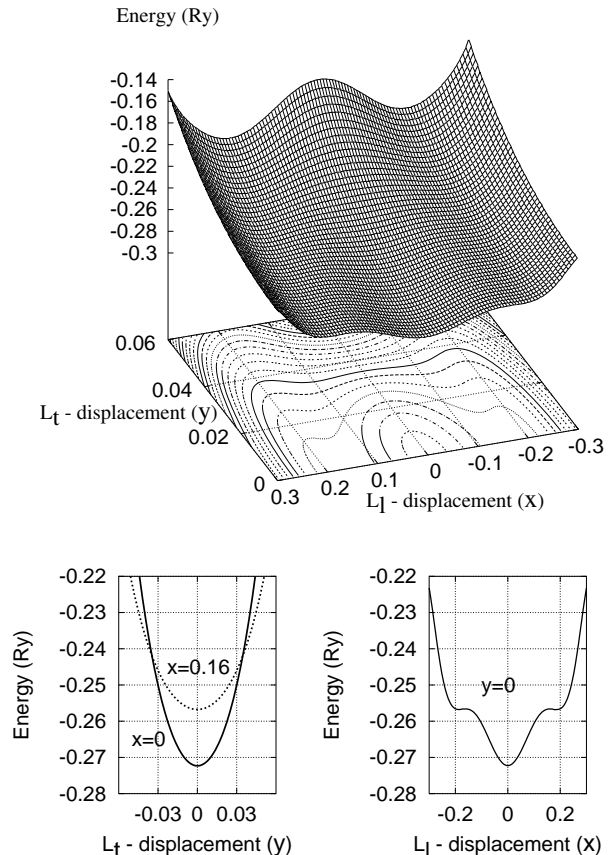 Energy (Ry)
-0.14
-0.16
-0.18
-0.2
-0.22
-0.24
-0.26
-0.28
-0.3
0.06
0.04
0.02
0
Lt - displacement (y)
0.3
0.2
0.1
0
-0.1
-0.2
-0.3
Ll - displacement (x)
-0.22
-0.23
-0.24
-0.25
-0.26
-0.27
-0.28
Energy (Ry)
x=0.16
x=0
-0.03 0 0.03
Lt - displacement (y)
-0.22
-0.23
-0.24
-0.25
-0.26
-0.27
-0.28
Energy (Ry)
y=0
-0.2 0 0.2
Ll - displacement (x)